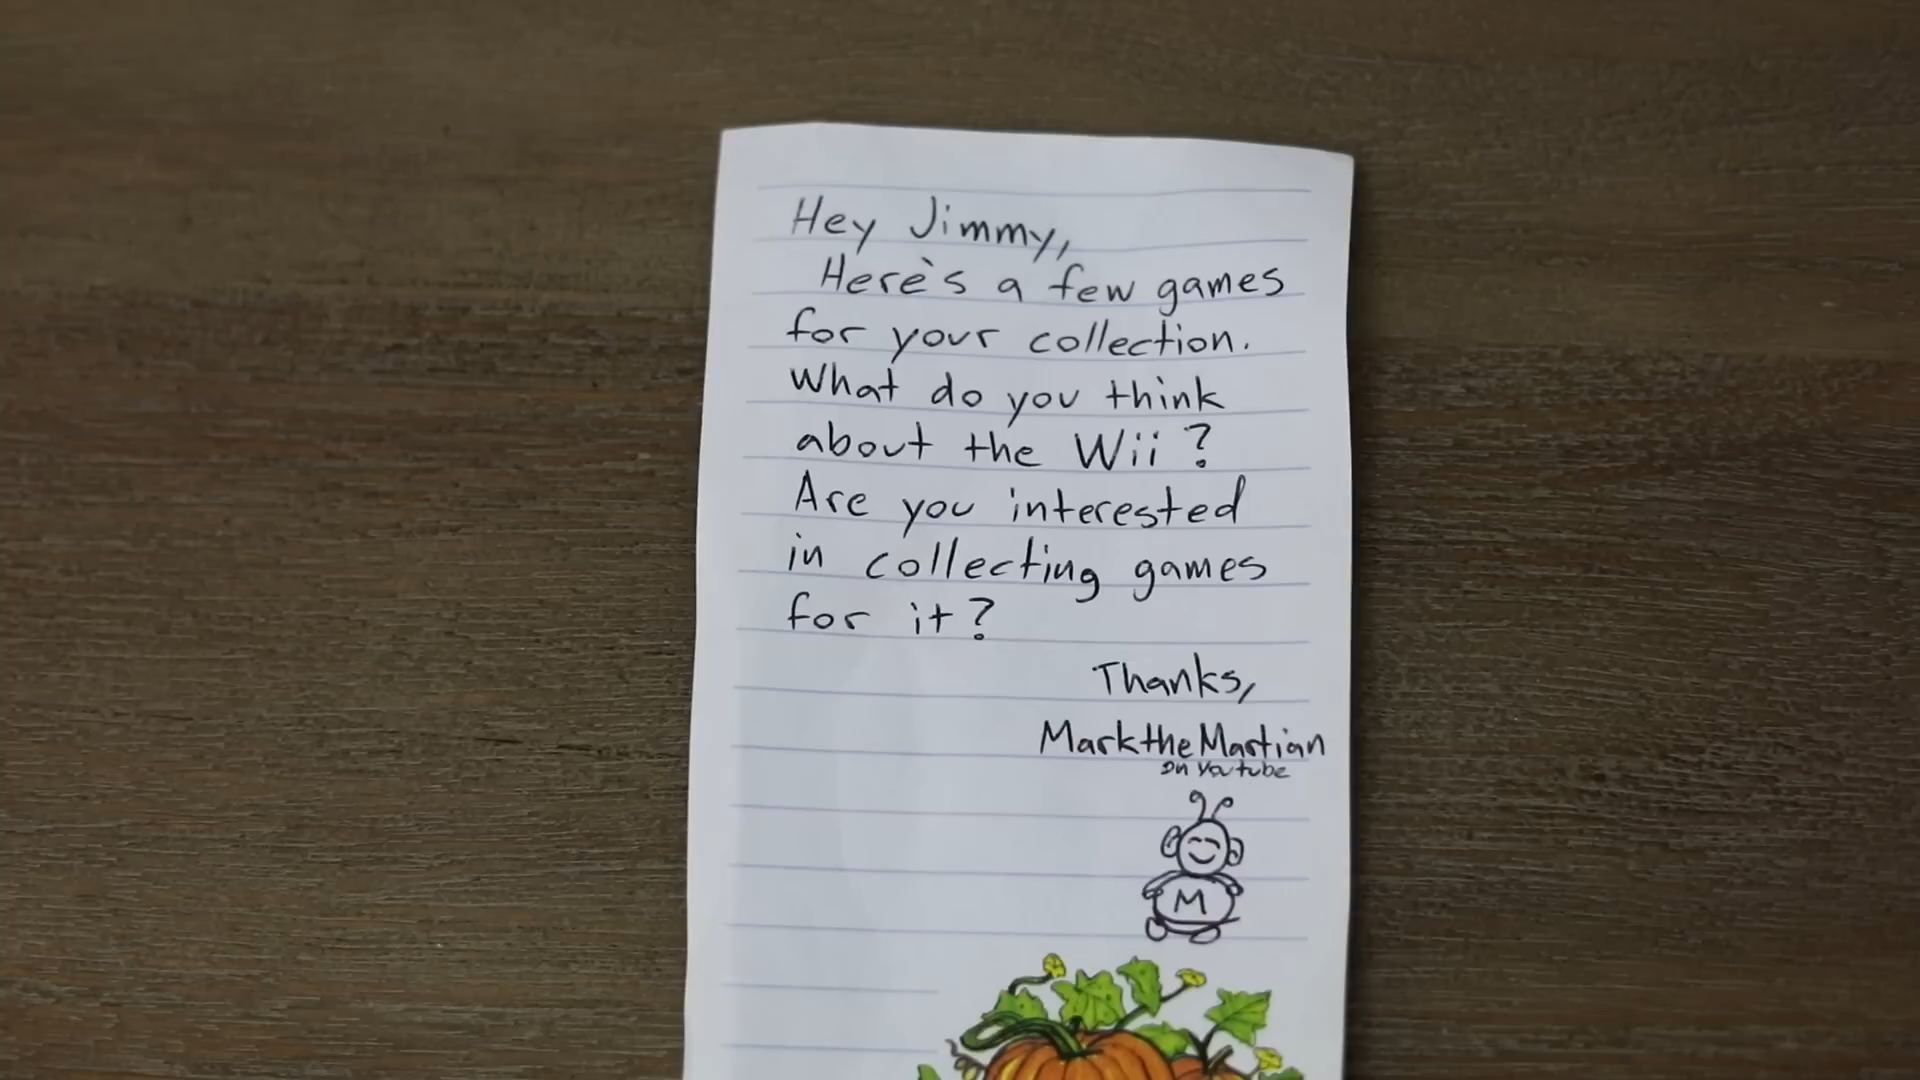 Hey Jimmy,
Here's a few games
for your collection.
What do you think
about the Wii?
Are you interested
in collecting games
for it?
Thanks,
MarktheMartian
on Youtube
M